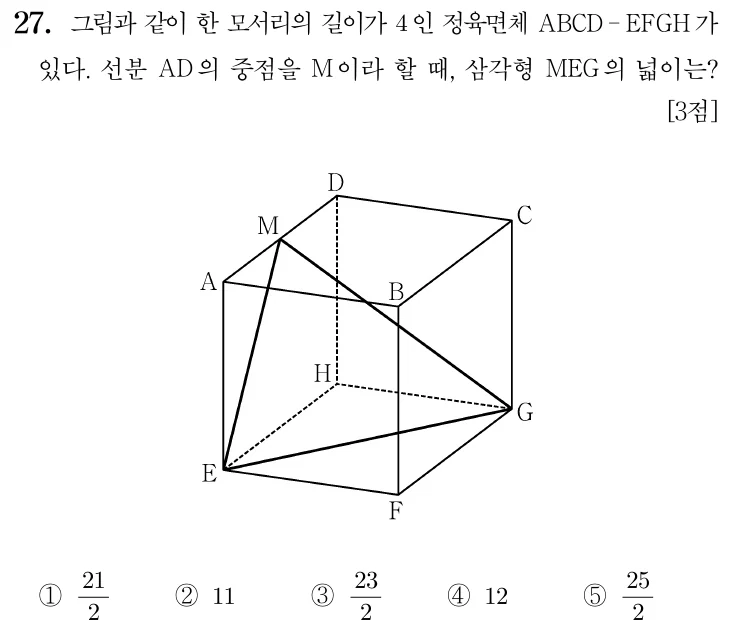 27. 그림과 같이 한 모서리의 길이가 4인 정육면체 ABCD-EFGH가
있다. 선분 AD의 중점을 M이라 할 때, 삼각형 MEG의 넓이는?
[3점]
D
C
M
A
B
H
G
E
F
① 21/2 ② 11 ③ 23/2 ④ 12 ⑤ 25/2